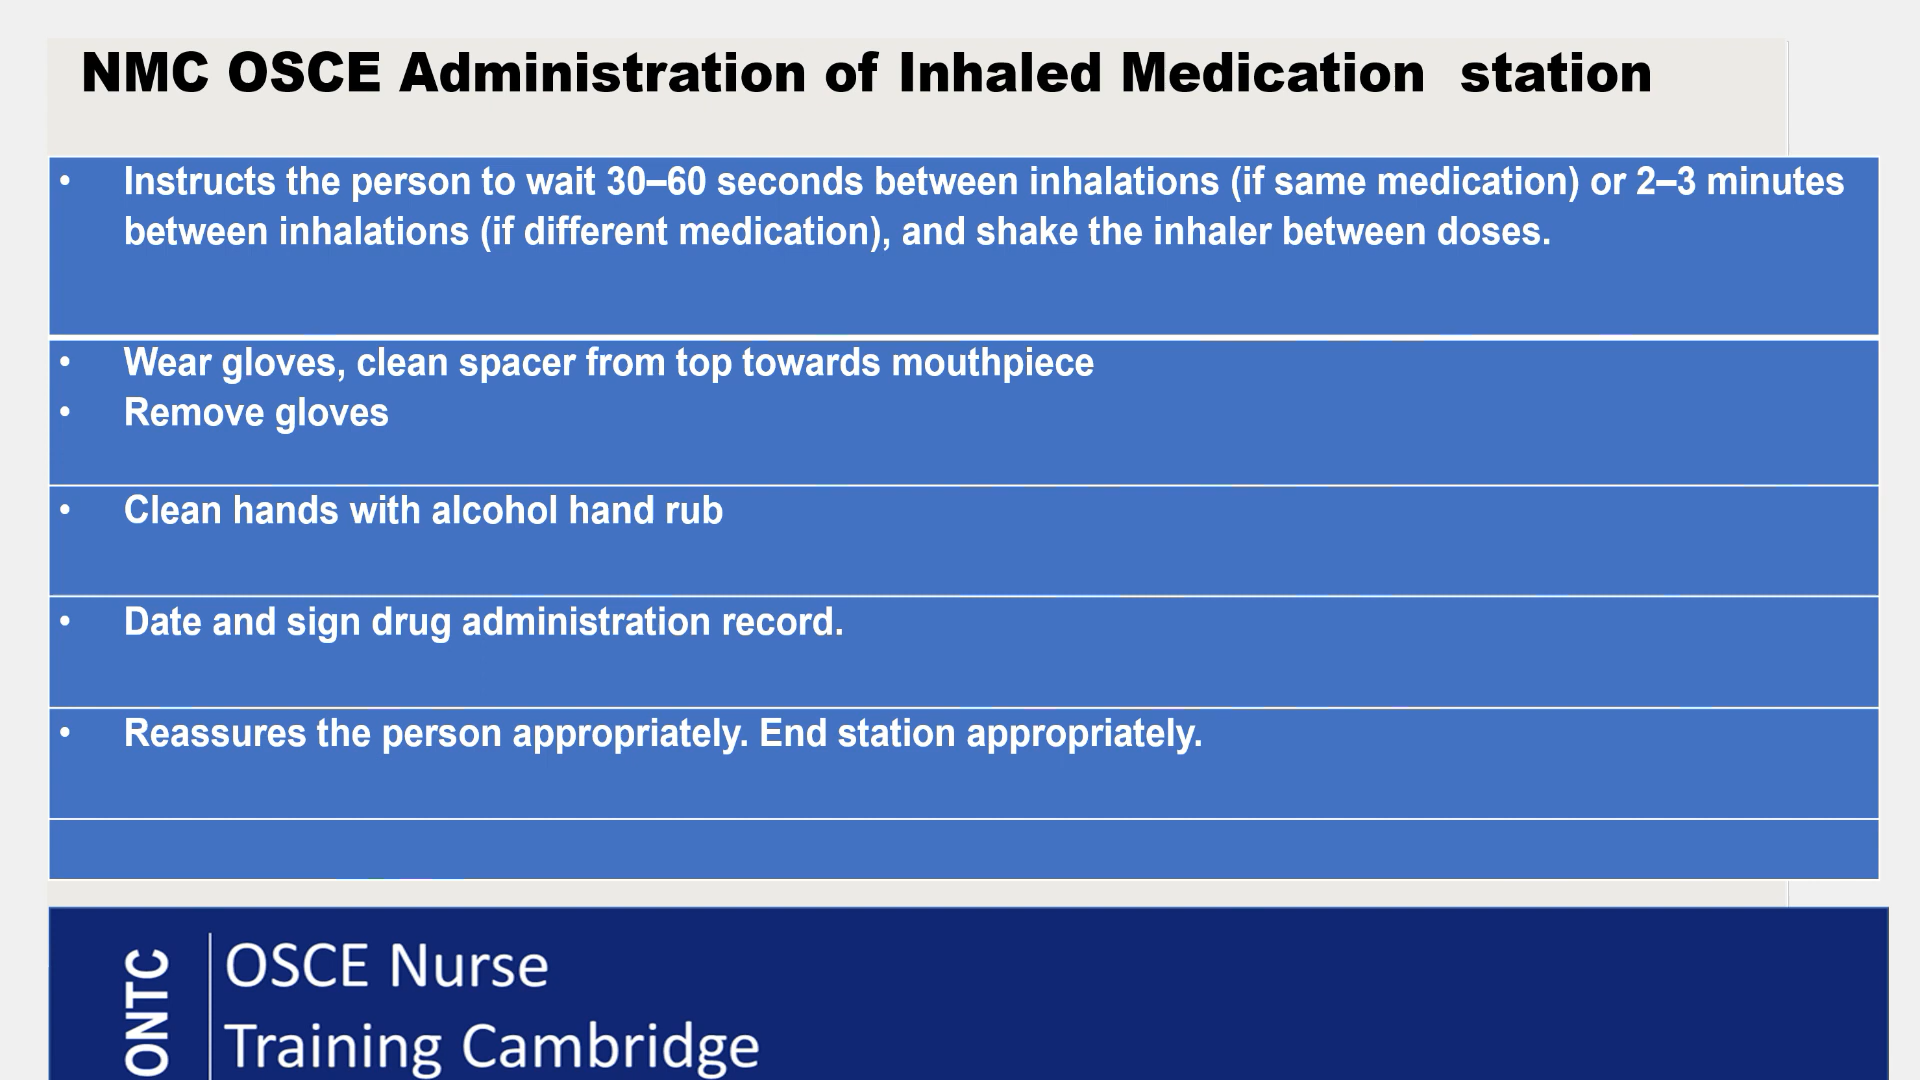 NMC OSCE Administration of Inhaled Medication station
• Instructs the person to wait 30–60 seconds between inhalations (if same medication) or 2–3 minutes
between inhalations (if different medication), and shake the inhaler between doses.
• Wear gloves, clean spacer from top towards mouthpiece
• Remove gloves
• Clean hands with alcohol hand rub
• Date and sign drug administration record.
• Reassures the person appropriately. End station appropriately.
ONTC
OSCE Nurse
Training Cambridge